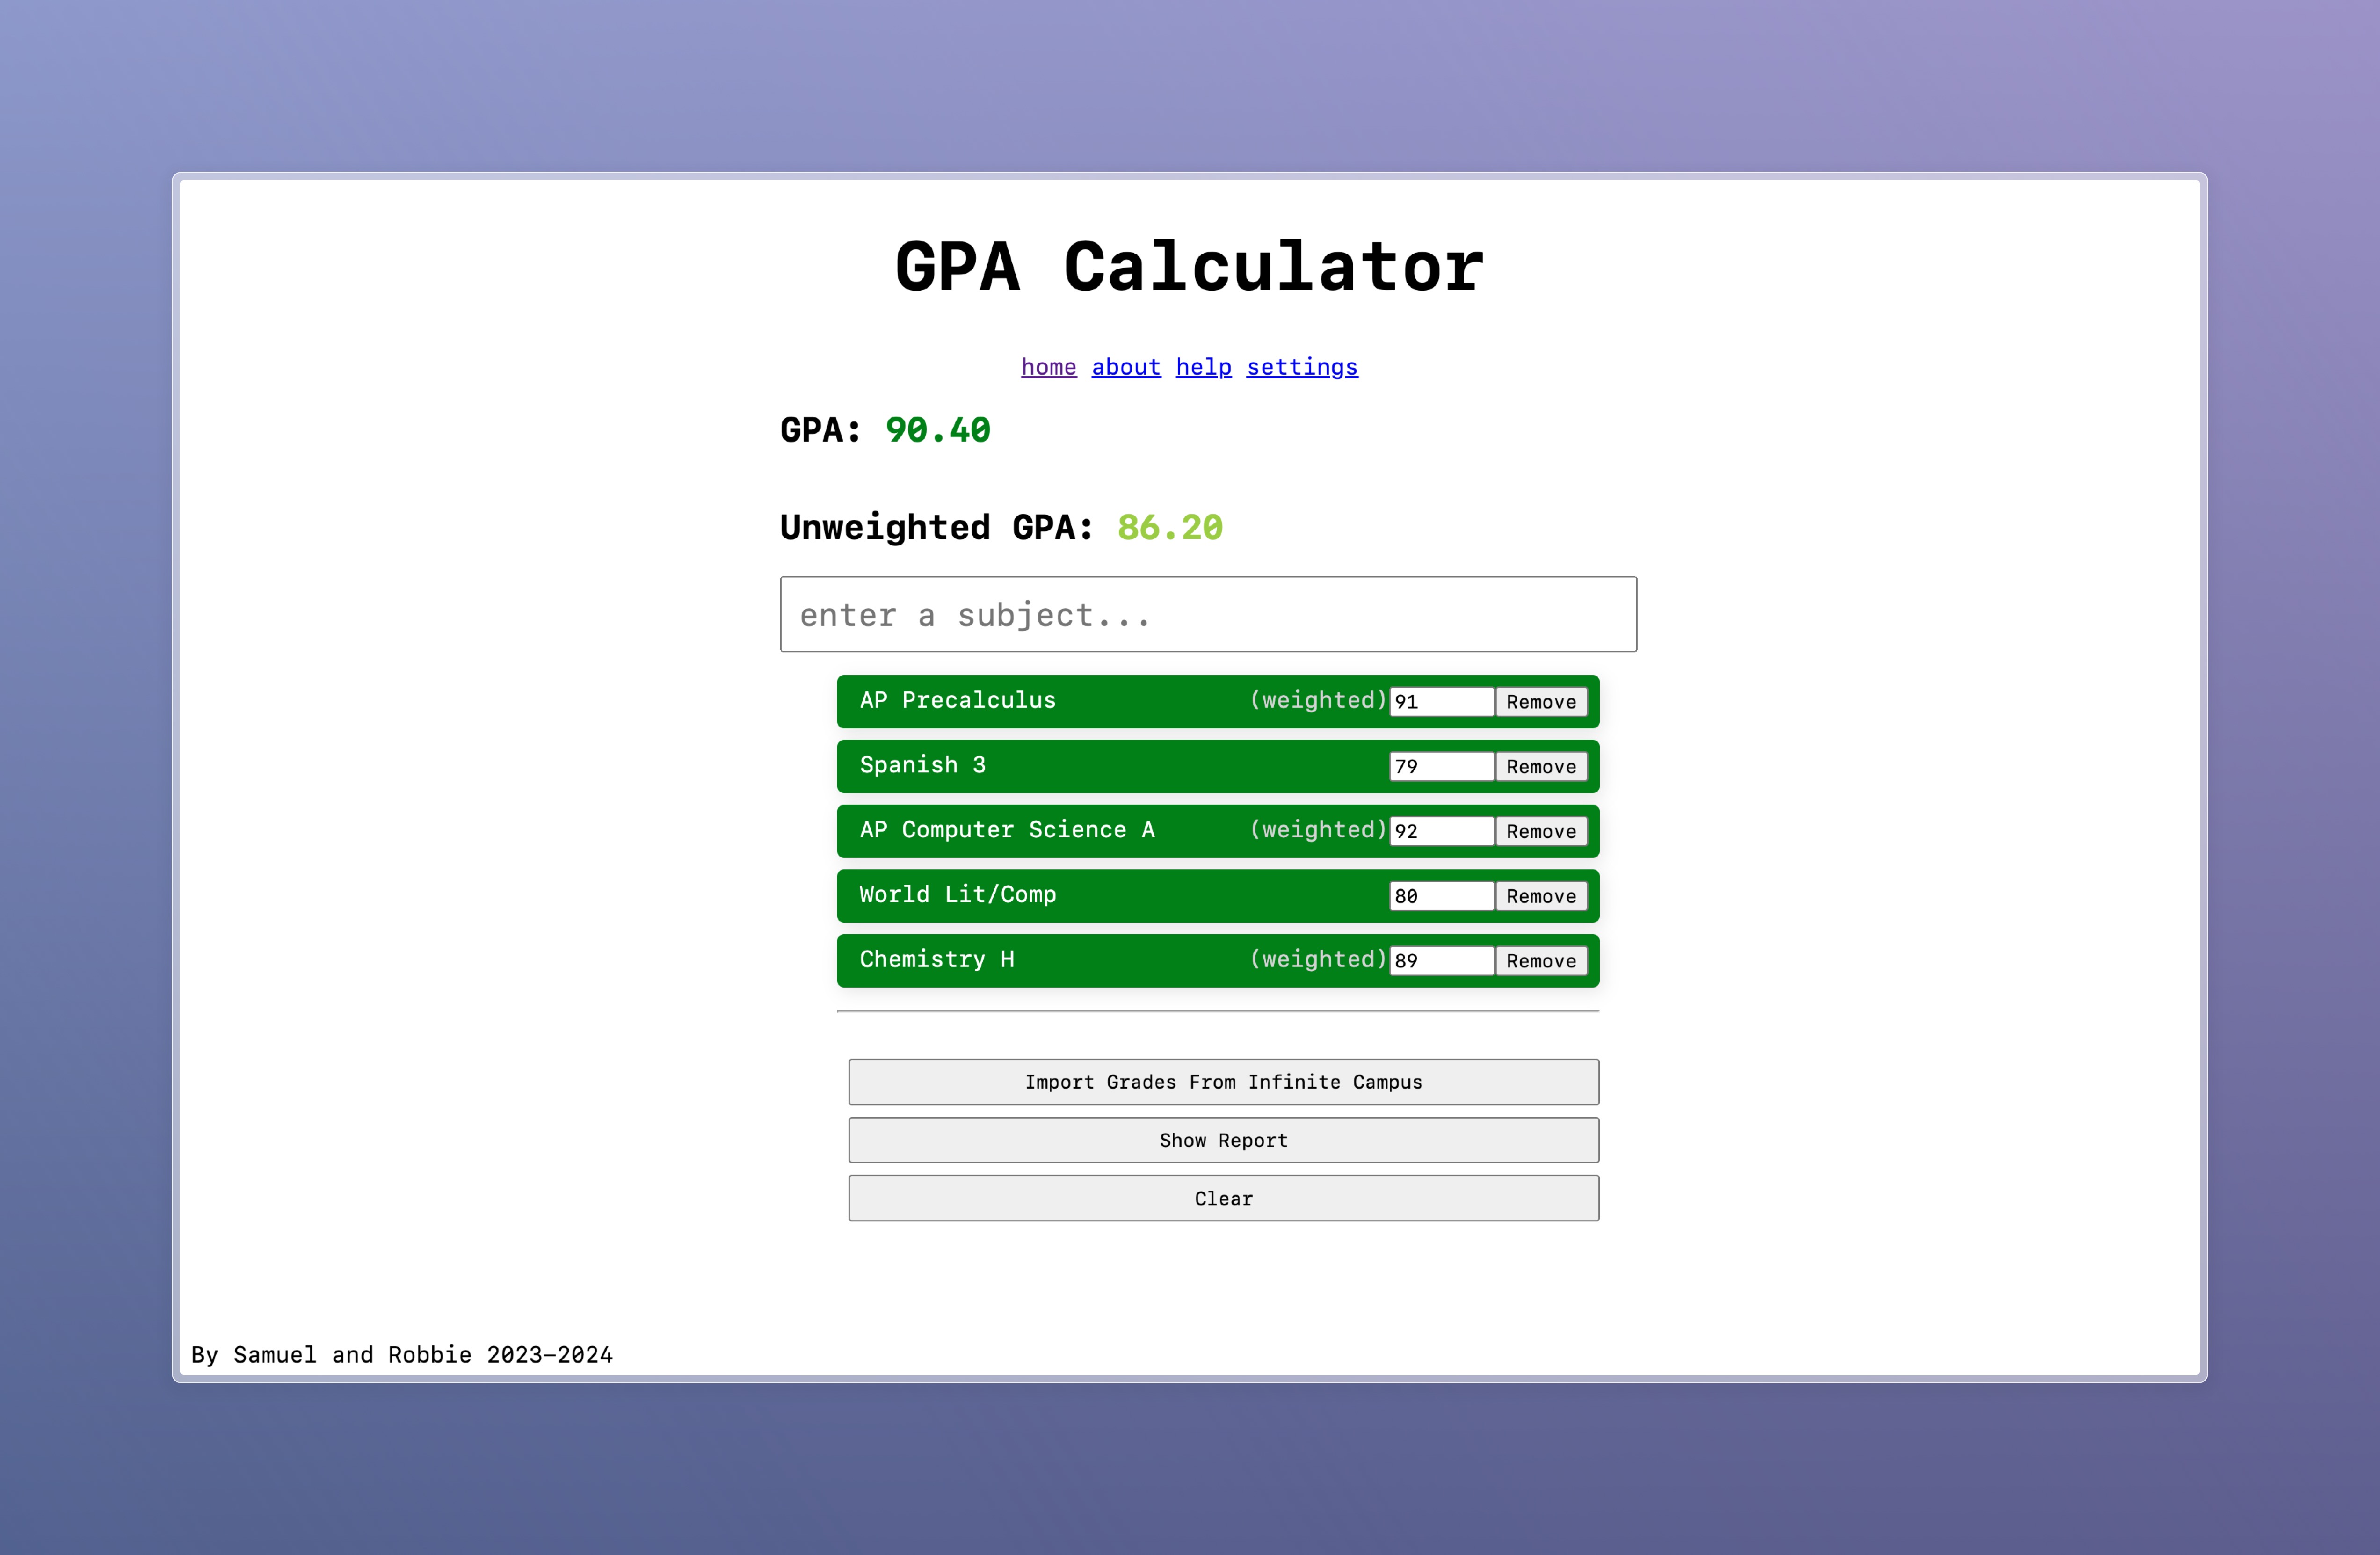 GPA Calculator
home about help settings
GPA: 90.40
Unweighted GPA: 86.20
enter a subject...
AP Precalculus (weighted) 91 Remove
Spanish 3 79 Remove
AP Computer Science A (weighted) 92 Remove
World Lit/Comp 80 Remove
Chemistry H (weighted) 89 Remove
Import Grades From Infinite Campus
Show Report
Clear
By Samuel and Robbie 2023–2024